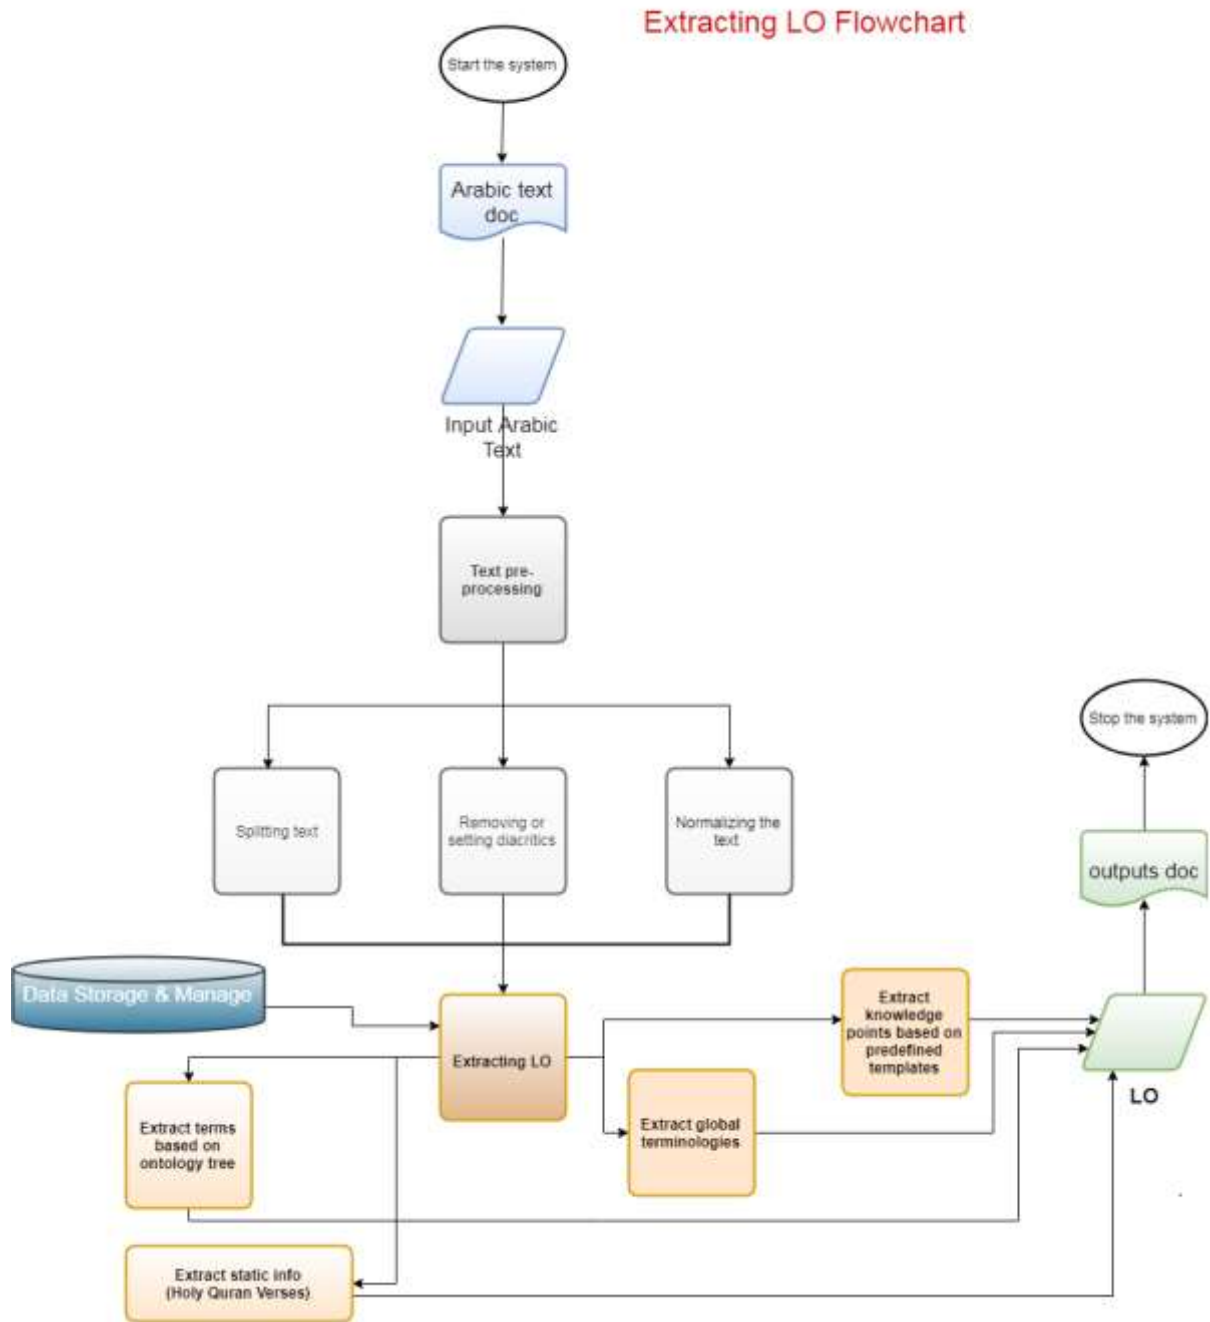 Extracting LO Flowchart
Start the system
Arabic text
doc
Input Arabic
Text
Text pre-
processing
Splitting text
Removing or
setting diacritics
Normalizing the
text
Stop the system
outputs doc
Data Storage & Manage
Extracting LO
Extract
knowledge
points based on
predefined
templates
LO
Extract terms
based on
ontology tree
Extract global
terminologies
Extract static info
(Holy Quran Verses)